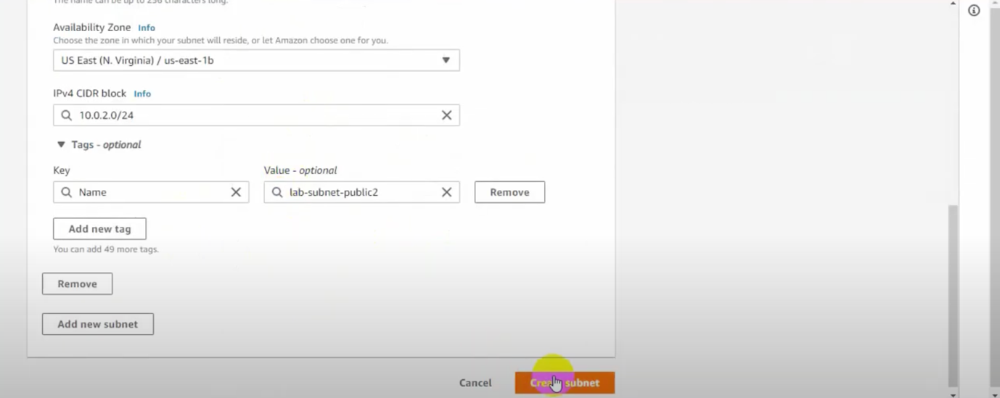 The name can be up to 256 characters long.
Availability Zone Info
Choose the zone in which your subnet will reside, or let Amazon choose one for you.
US East (N. Virginia) / us-east-1b
IPv4 CIDR block Info
10.0.2.0/24
Tags - optional
Key
Value - optional
Name
lab-subnet-public2
Remove
Add new tag
You can add 49 more tags.
Remove
Add new subnet
Cancel
Create subnet